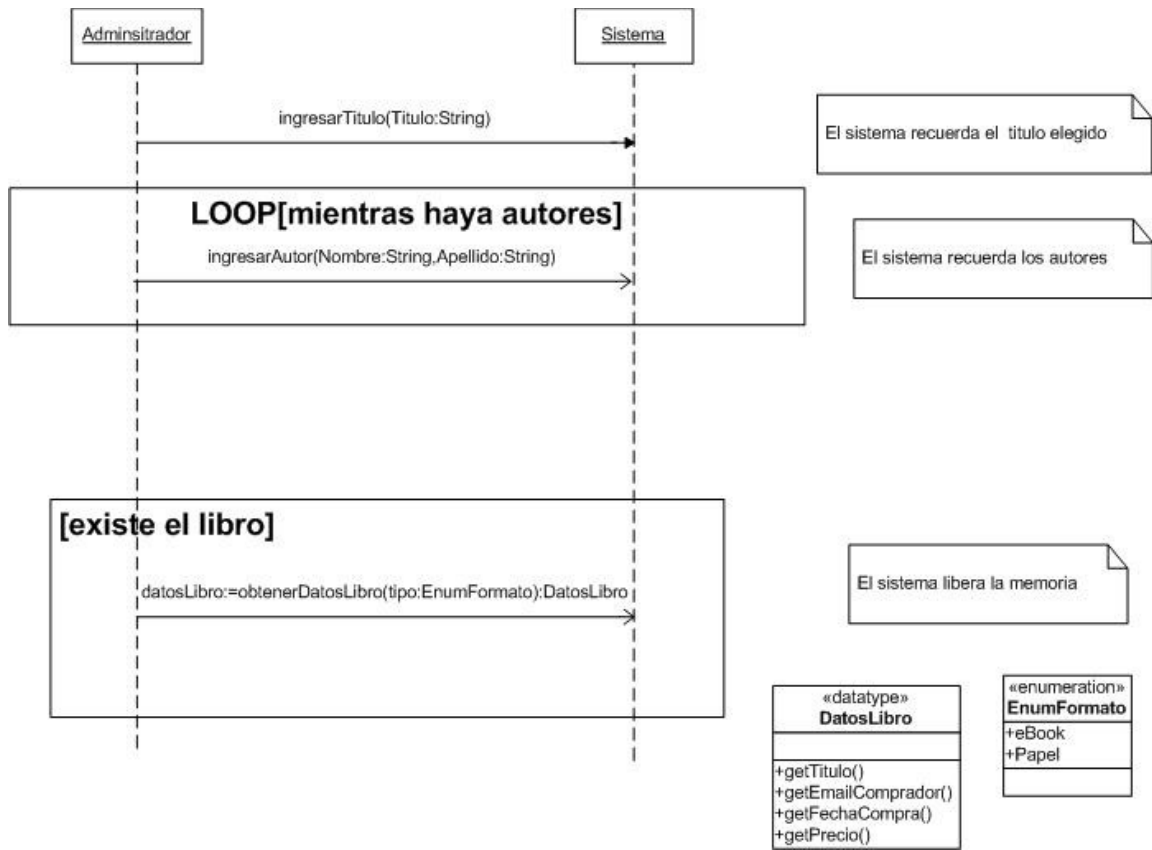 Adminsitrador
Sistema
ingresarTitulo(Titulo:String)
El sistema recuerda el titulo elegido
LOOP[mientras haya autores]
ingresarAutor(Nombre:String,Apellido:String)
El sistema recuerda los autores
[existe el libro]
datosLibro:=obtenerDatosLibro(tipo:EnumFormato):DatosLibro
El sistema libera la memoria
«datatype»
DatosLibro
+getTitulo()
+getEmailComprador()
+getFechaCompra()
+getPrecio()
«enumeration»
EnumFormato
+eBook
+Papel